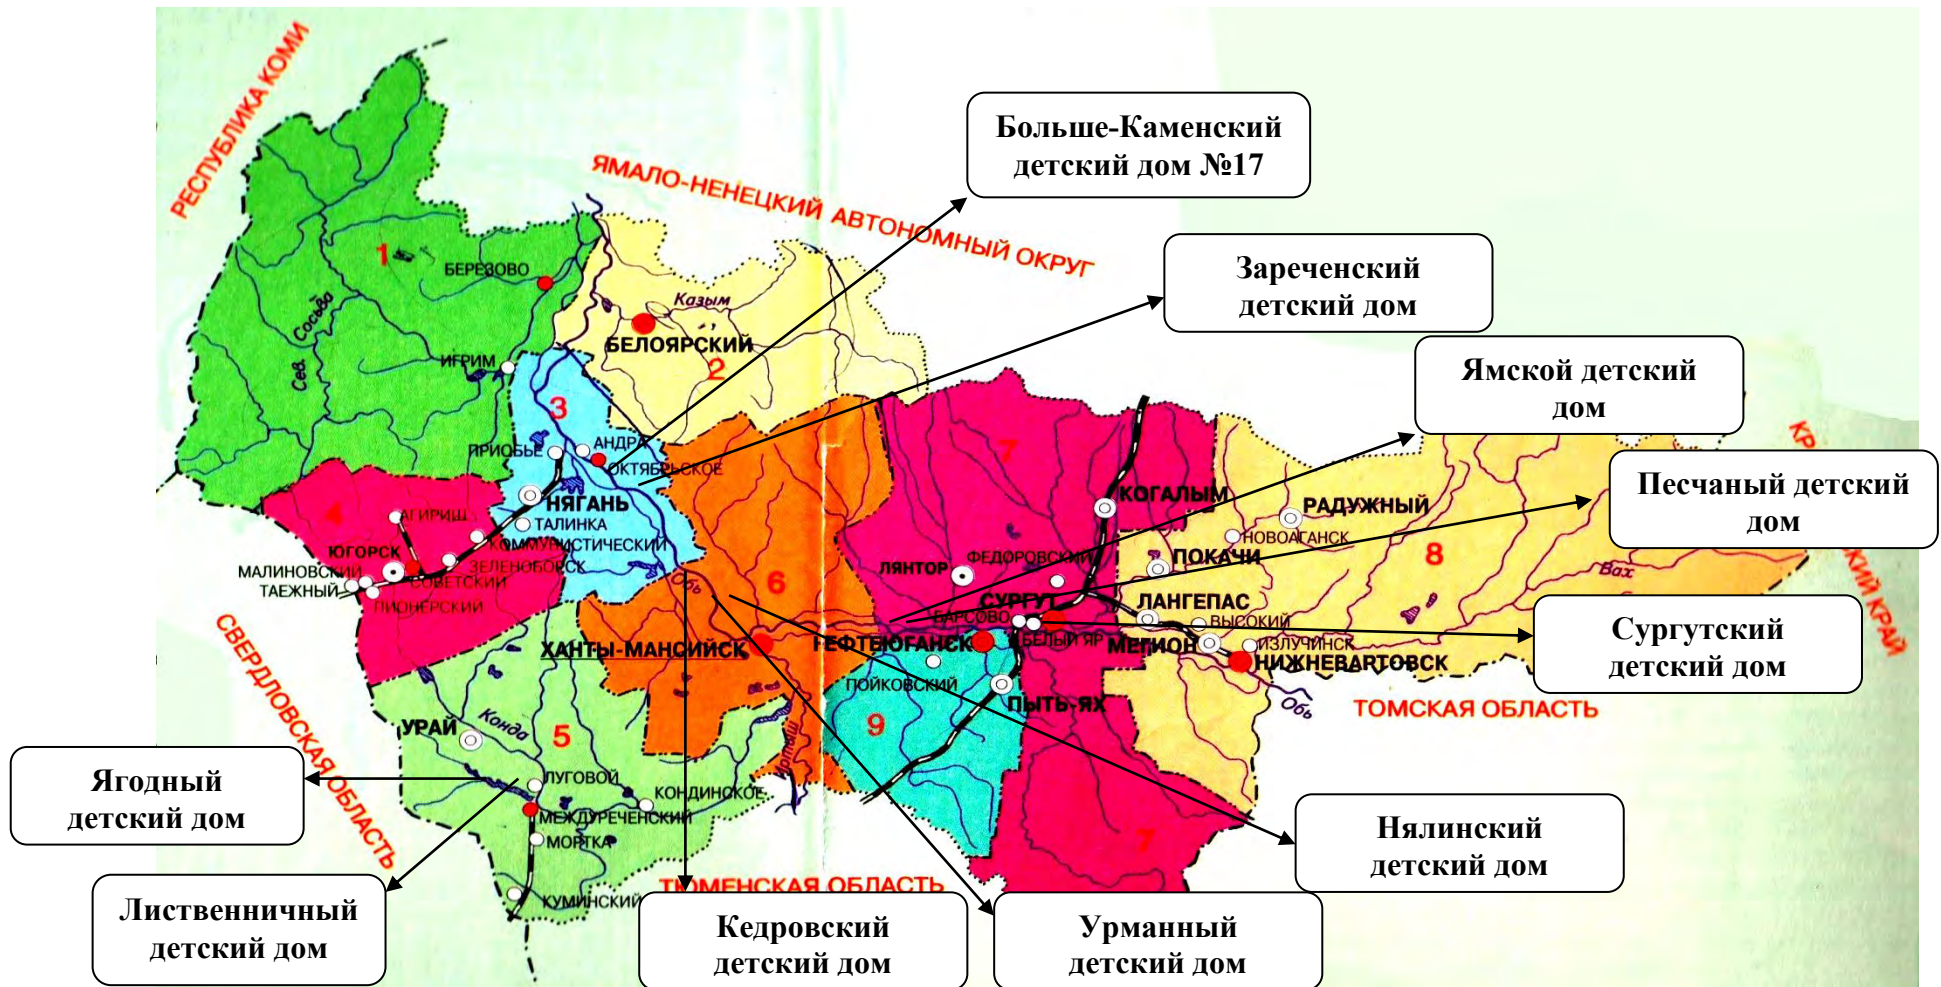 РЕСПУБЛИКА КОМИ
ЯМАЛО-НЕНЕЦКИЙ АВТОНОМНЫЙ ОКРУГ
Больше-Каменский
детский дом №17
Зареченский
детский дом
Ямской детский
дом
Песчаный детский
дом
Сургутский
детский дом
Нялинский
детский дом
Урманный
детский дом
Кедровский
детский дом
Лиственничный
детский дом
Ягодный
детский дом
1
БЕРЕЗОВО
Сев. Сосьва
ИГРИМ
Казым
БЕЛОЯРСКИЙ
2
3
ПРИОБЬЕ
АНДРА
ОКТЯБРЬСКОЕ
НЯГАНЬ
ТАЛИНКА
4
АГИРИШ
КОММУНИСТИЧЕСКИЙ
ЮГОРСК
ЗЕЛЕНОБОРСК
МАЛИНОВСКИЙ
СОВЕТСКИЙ
ТАЕЖНЫЙ
ПИОНЕРСКИЙ
Обь
6
ХАНТЫ-МАНСИЙСК
Иртыш
7
КОГАЛЫМ
ЛЯНТОР
ФЕДОРОВСКИЙ
СУРГУТ
БАРСОВО
БЕЛЫЙ ЯР
НЕФТЕЮГАНСК
ПОЙКОВСКИЙ
ПЫТЬ-ЯХ
9
7
РАДУЖНЫЙ
НОВОАГАНСК
ПОКАЧИ
8
Вах
ЛАНГЕПАС
ВЫСОКИЙ
МЕГИОН
ИЗЛУЧИНСК
НИЖНЕВАРТОВСК
Обь
УРАЙ
Конда
5
ЛУГОВОЙ
КОНДИНСКОЕ
МЕЖДУРЕЧЕНСКИЙ
МОРТКА
КУМИНСКИЙ
СВЕРДЛОВСКАЯ ОБЛАСТЬ
ТЮМЕНСКАЯ ОБЛАСТЬ
ТОМСКАЯ ОБЛАСТЬ
КРАЙ